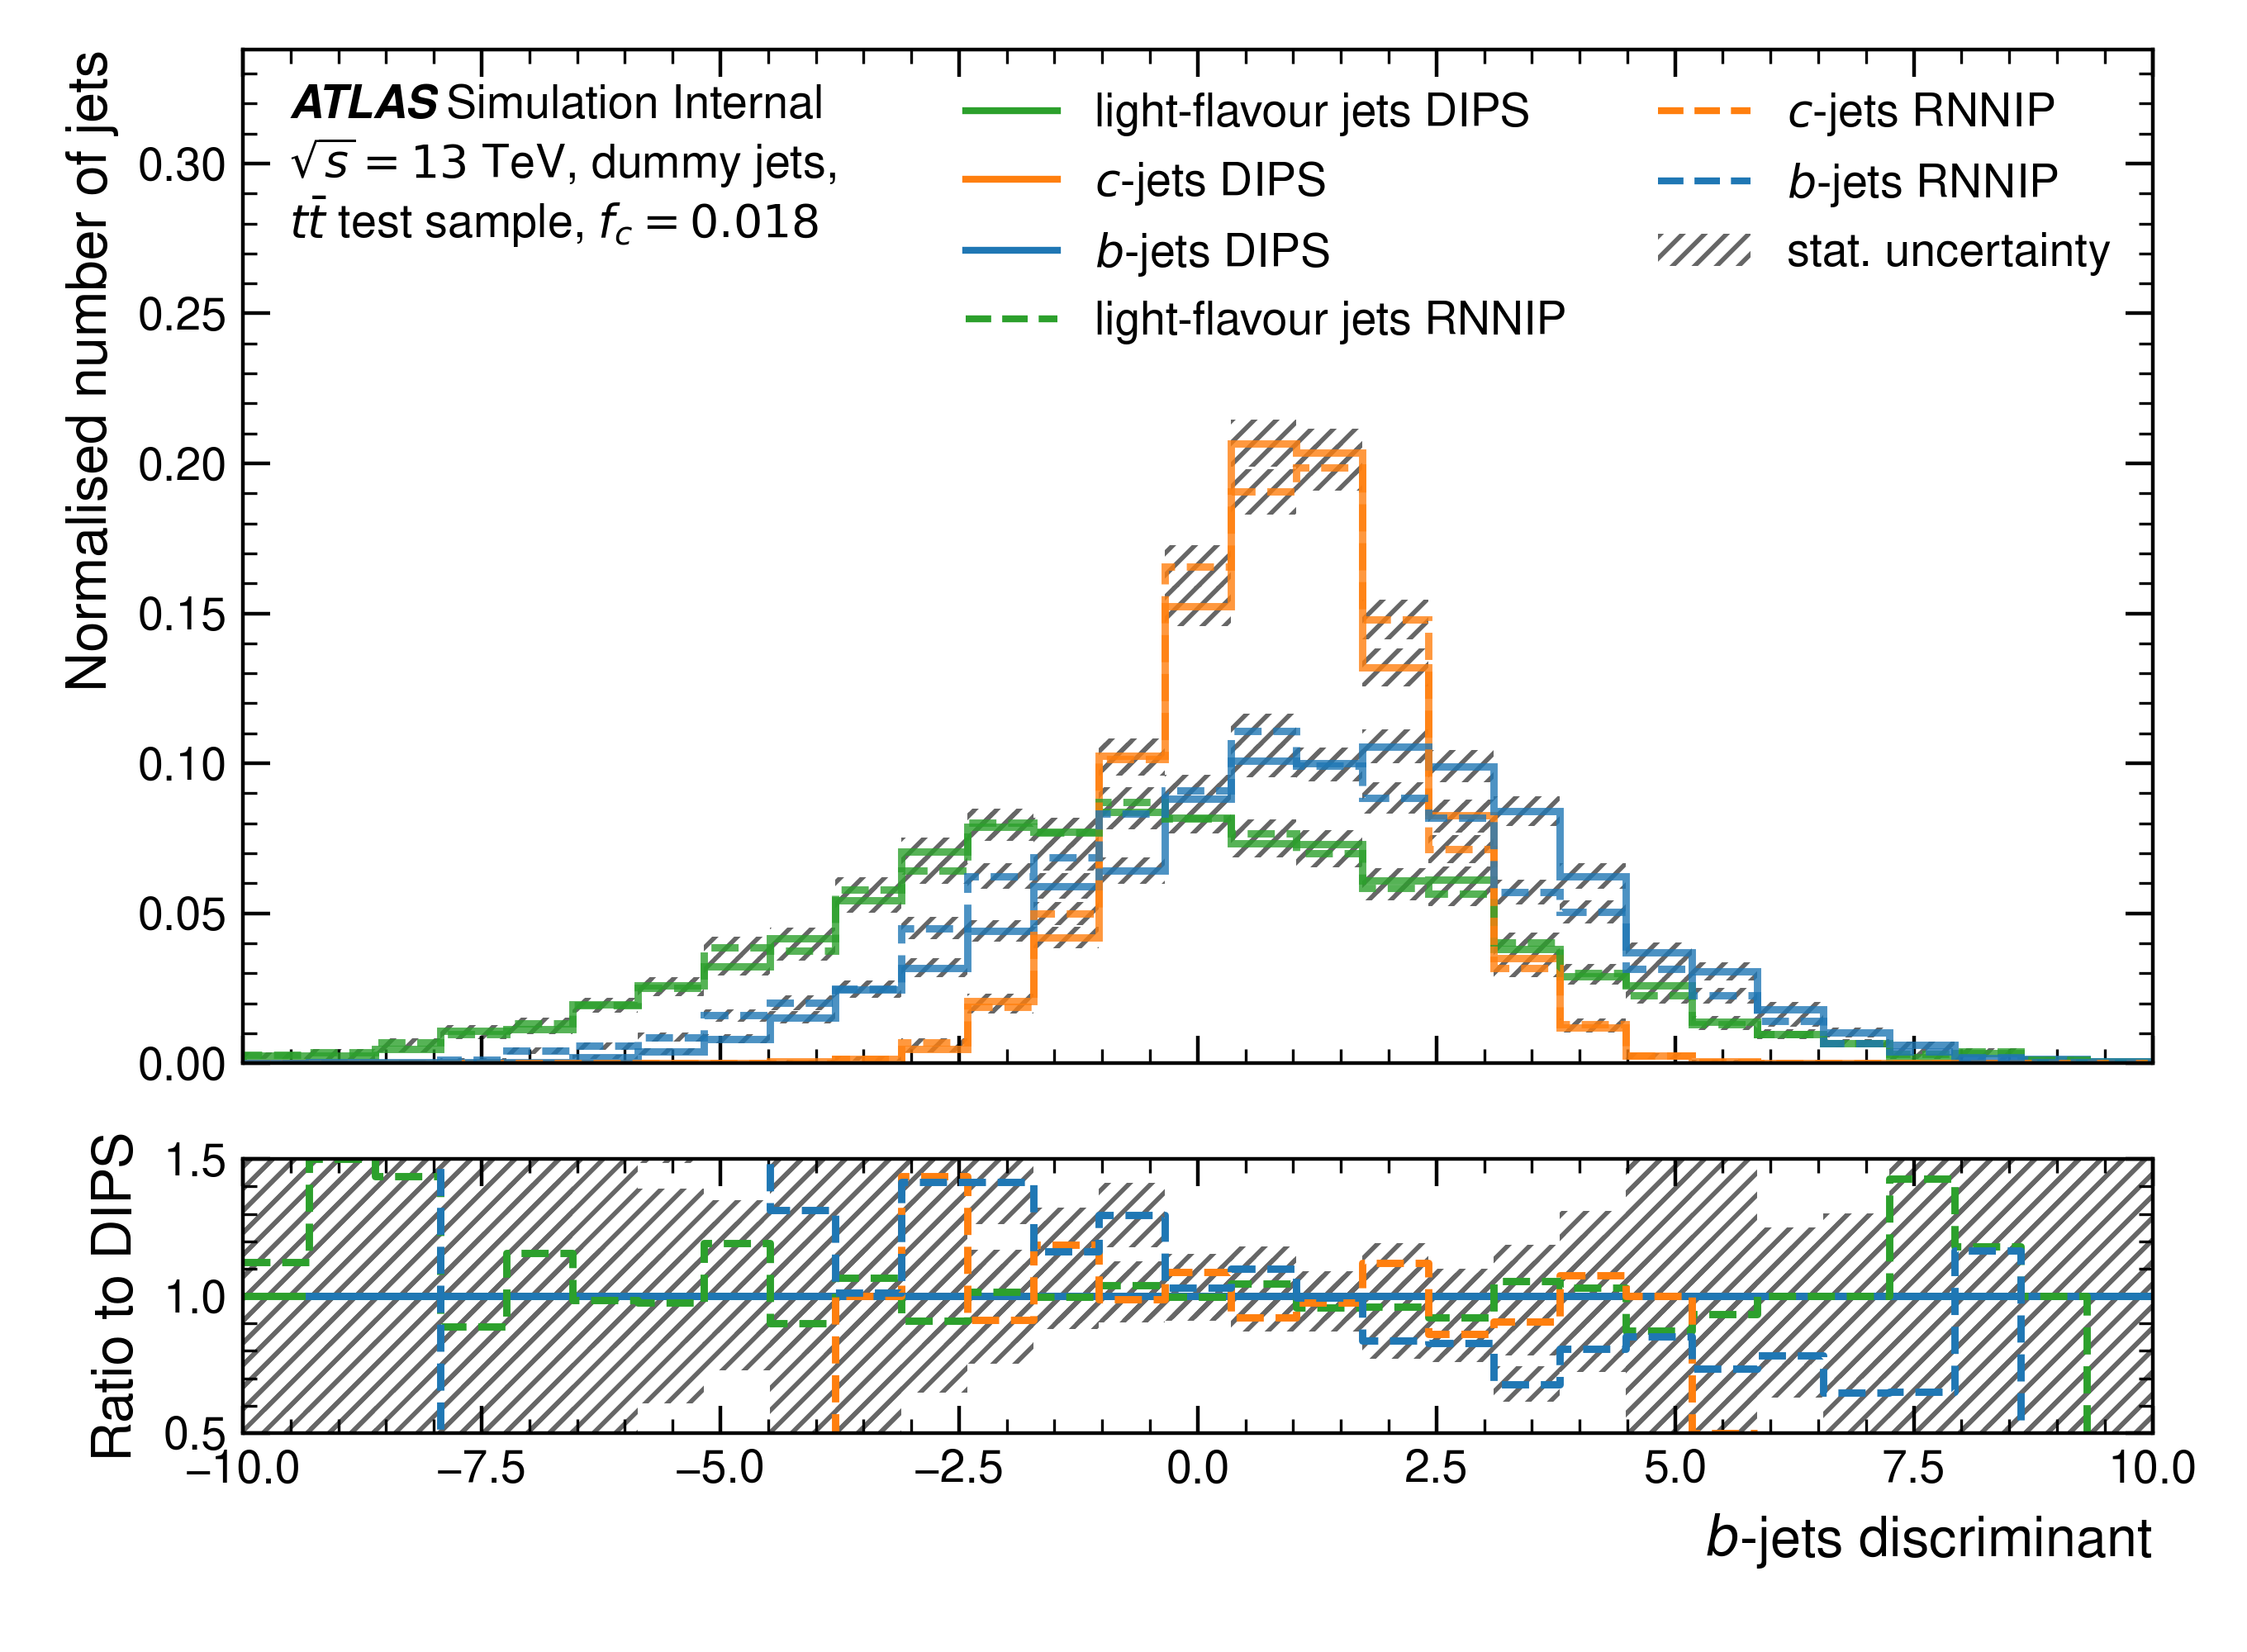 Normalised number of jets
ATLAS Simulation Internal
√s = 13 TeV, dummy jets,
tt̄ test sample, f_c = 0.018
light-flavour jets DIPS
c-jets DIPS
b-jets DIPS
light-flavour jets RNNIP
c-jets RNNIP
b-jets RNNIP
stat. uncertainty
0.30
0.25
0.20
0.15
0.10
0.05
0.00
Ratio to DIPS
1.5
1.0
0.5
−10.0 −7.5 −5.0 −2.5 0.0 2.5 5.0 7.5 10.0
b-jets discriminant